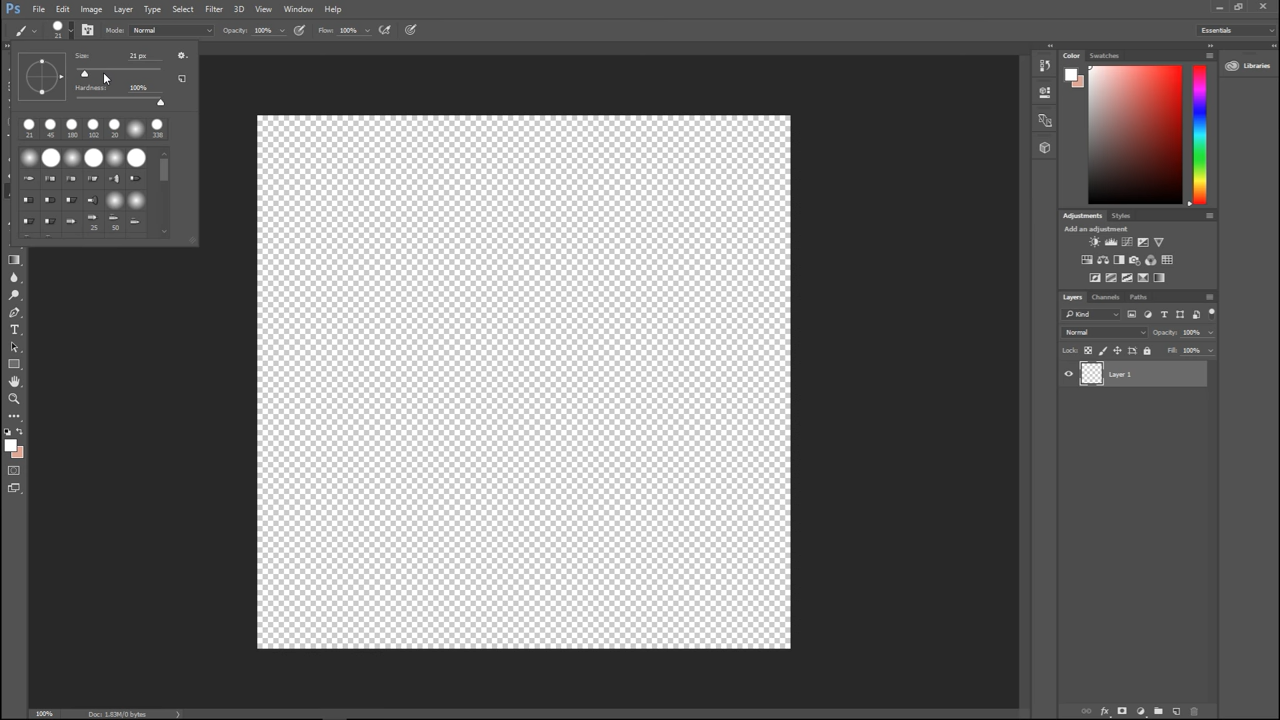 Ps File Edit Image Layer Type Select Filter 3D View Window Help
21 Mode: Normal Opacity: 100% Flow: 100% Essentials
Size: 21 px
Hardness: 100%
21 45 180 102 20 338
25 50
Color Swatches
Libraries
Adjustments Styles
Add an adjustment
Layers Channels Paths
Kind
Normal Opacity: 100%
Lock: Fill: 100%
Layer 1
100% Doc: 1.83M/0 bytes